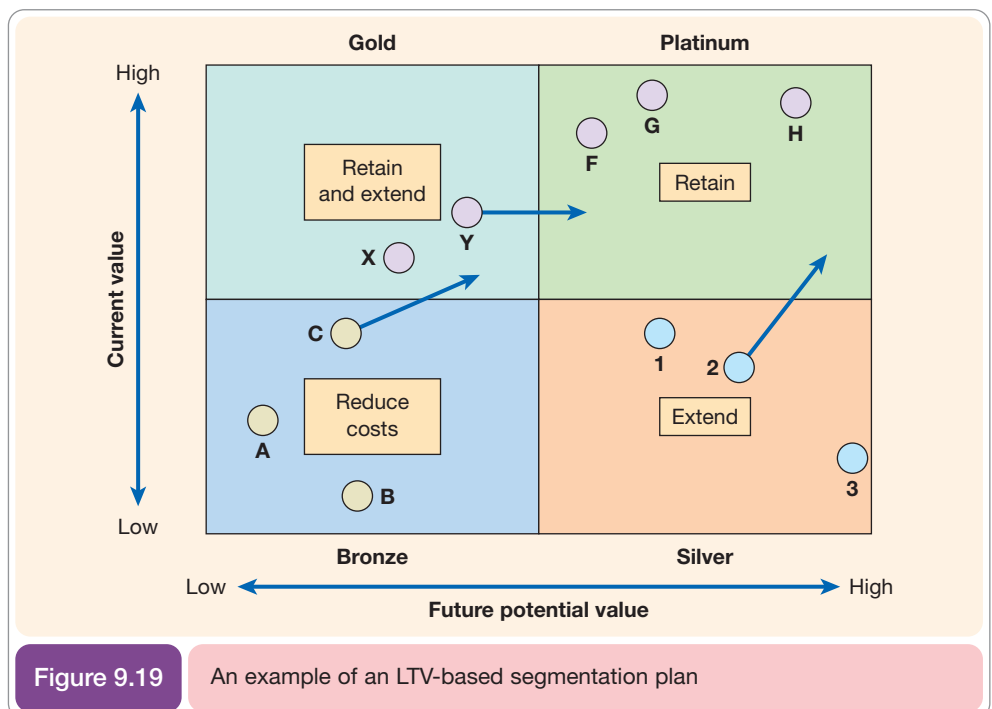 Gold
Platinum
High
Retain
and extend
Retain
F
G
H
X
Y
Current value
C
Reduce
costs
A
B
1
2
Extend
3
Low
Bronze
Silver
Low
High
Future potential value
Figure 9.19
An example of an LTV-based segmentation plan